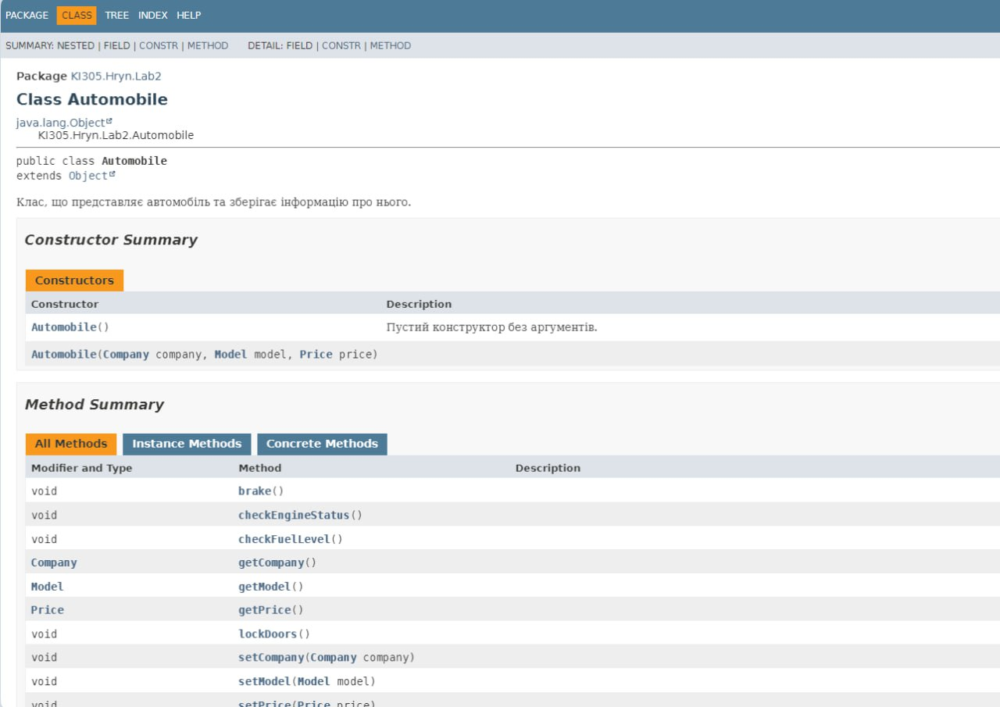 PACKAGE CLASS TREE INDEX HELP
SUMMARY: NESTED | FIELD | CONSTR | METHOD DETAIL: FIELD | CONSTR | METHOD
Package KI305.Hryn.Lab2
Class Automobile
java.lang.Object
KI305.Hryn.Lab2.Automobile
public class Automobile
extends Object
Клас, що представляє автомобіль та зберігає інформацію про нього.
Constructor Summary
Constructors
Constructor Description
Automobile() Пустий конструктор без аргументів.
Automobile(Company company, Model model, Price price)
Method Summary
All Methods Instance Methods Concrete Methods
Modifier and Type Method Description
void brake()
void checkEngineStatus()
void checkFuelLevel()
Company getCompany()
Model getModel()
Price getPrice()
void lockDoors()
void setCompany(Company company)
void setModel(Model model)
void setPrice(Price price)